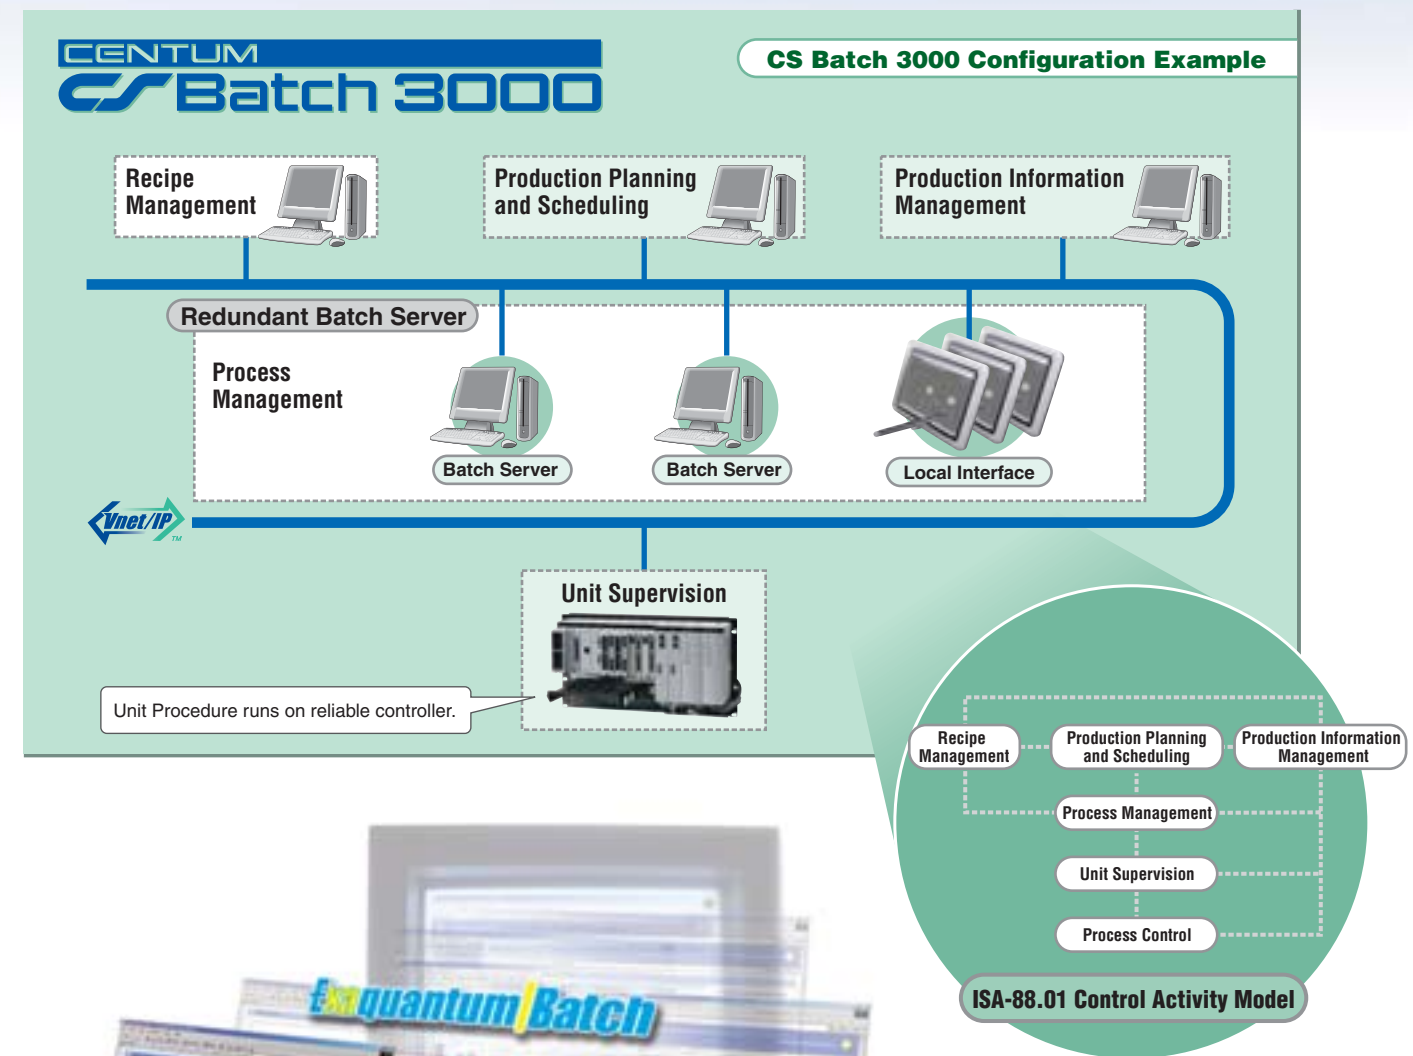 CENTUM
CS Batch 3000
CS Batch 3000 Configuration Example
Recipe
Management
Production Planning
and Scheduling
Production Information
Management
Redundant Batch Server
Process
Management
Batch Server
Batch Server
Local Interface
Vnet/IP
TM
Unit Supervision
Unit Procedure runs on reliable controller.
Recipe
Management
Production Planning
and Scheduling
Production Information
Management
Process Management
Unit Supervision
Process Control
ISA-88.01 Control Activity Model
Exaquantum/Batch